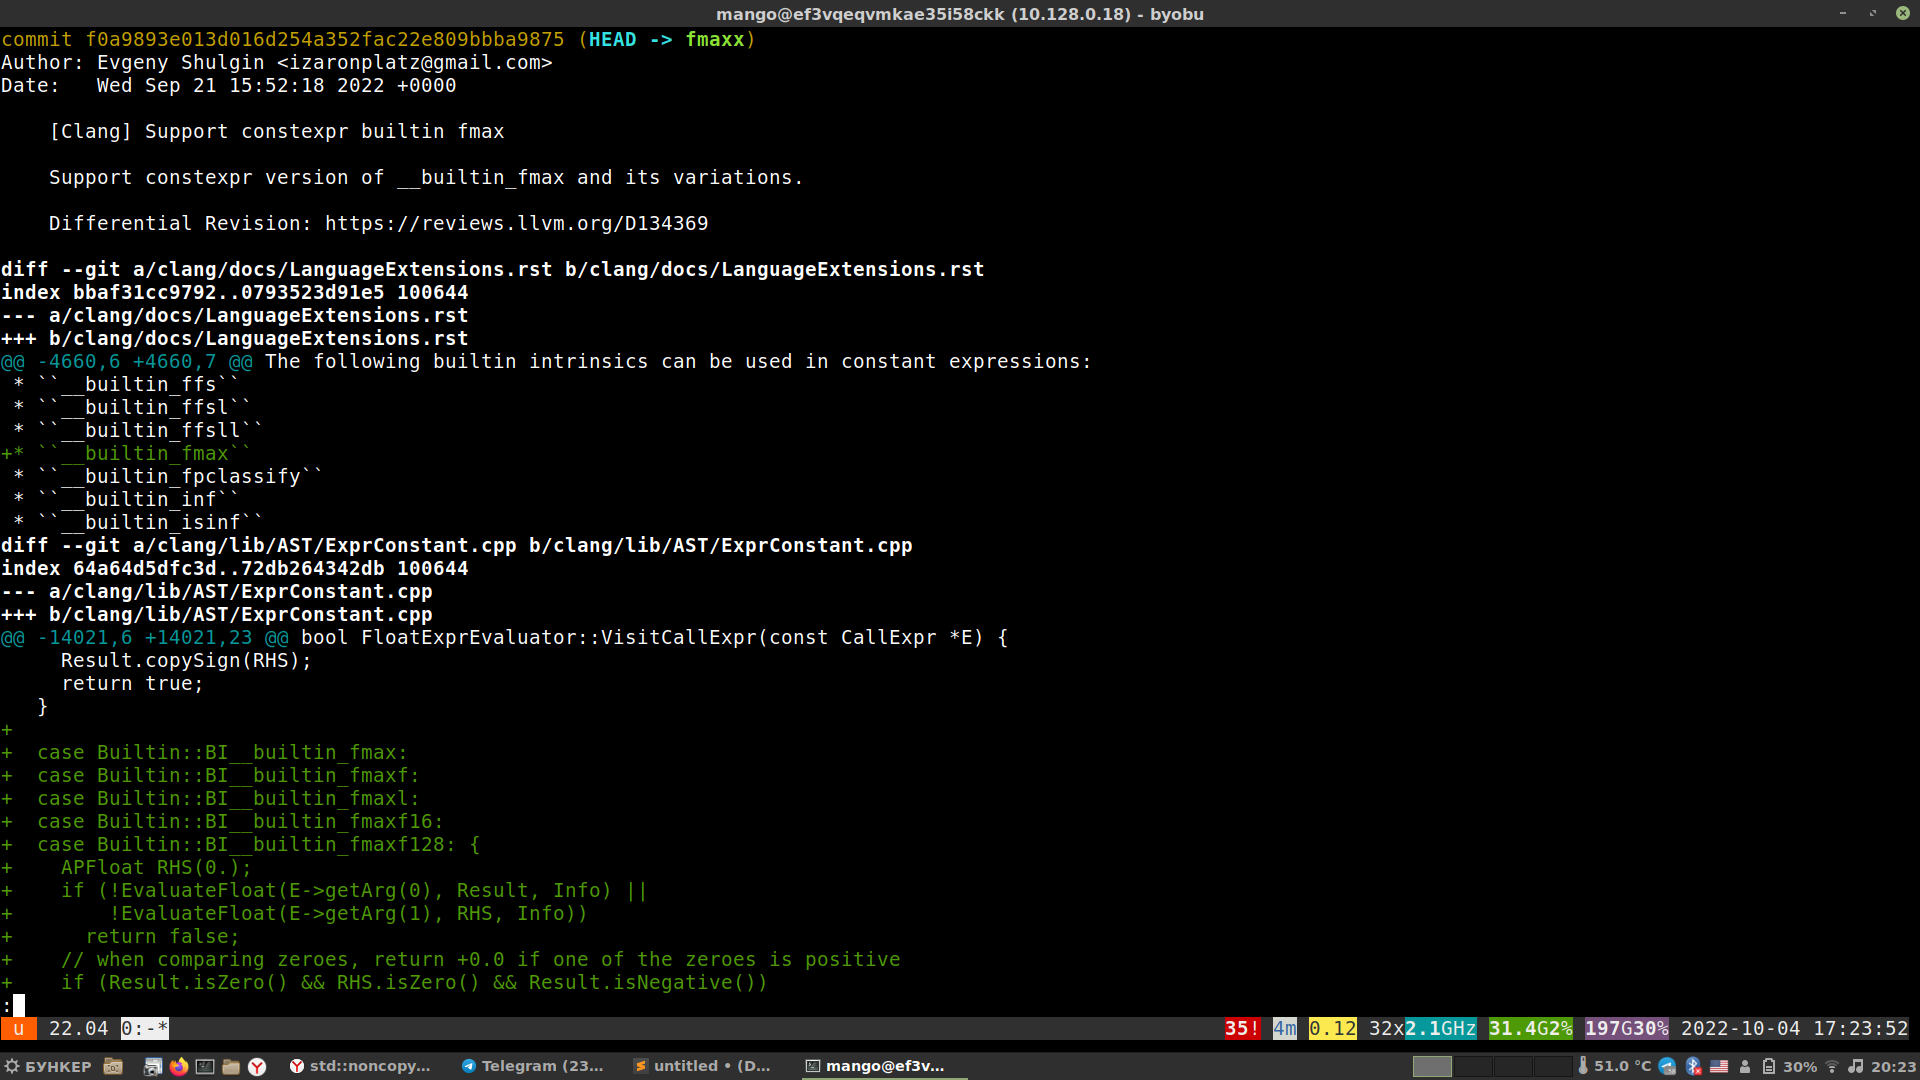 mango@ef3vqeqvmkae35i58ckk (10.128.0.18) - byobu
commit f0a9893e013d016d254a352fac22e809bbba9875 (HEAD -> fmaxx)
Author: Evgeny Shulgin <izaronplatz@gmail.com>
Date:   Wed Sep 21 15:52:18 2022 +0000
    [Clang] Support constexpr builtin fmax
    Support constexpr version of __builtin_fmax and its variations.
    Differential Revision: https://reviews.llvm.org/D134369
diff --git a/clang/docs/LanguageExtensions.rst b/clang/docs/LanguageExtensions.rst
index bbaf31cc9792..0793523d91e5 100644
--- a/clang/docs/LanguageExtensions.rst
+++ b/clang/docs/LanguageExtensions.rst
@@ -4660,6 +4660,7 @@ The following builtin intrinsics can be used in constant expressions:
 * ``__builtin_ffs``
 * ``__builtin_ffsl``
 * ``__builtin_ffsll``
+* ``__builtin_fmax``
 * ``__builtin_fpclassify``
 * ``__builtin_inf``
 * ``__builtin_isinf``
diff --git a/clang/lib/AST/ExprConstant.cpp b/clang/lib/AST/ExprConstant.cpp
index 64a64d5dfc3d..72db264342db 100644
--- a/clang/lib/AST/ExprConstant.cpp
+++ b/clang/lib/AST/ExprConstant.cpp
@@ -14021,6 +14021,23 @@ bool FloatExprEvaluator::VisitCallExpr(const CallExpr *E) {
     Result.copySign(RHS);
     return true;
   }
+
+  case Builtin::BI__builtin_fmax:
+  case Builtin::BI__builtin_fmaxf:
+  case Builtin::BI__builtin_fmaxl:
+  case Builtin::BI__builtin_fmaxf16:
+  case Builtin::BI__builtin_fmaxf128: {
+    APFloat RHS(0.);
+    if (!EvaluateFloat(E->getArg(0), Result, Info) ||
+        !EvaluateFloat(E->getArg(1), RHS, Info))
+      return false;
+    // when comparing zeroes, return +0.0 if one of the zeroes is positive
+    if (Result.isZero() && RHS.isZero() && Result.isNegative())
:
u 22.04 0:-* 35! 4m 0.12 32x2.1GHz 31.4G2% 197G30% 2022-10-04 17:23:52
БУНКЕР std::noncopy... Telegram (23... untitled • (D... mango@ef3v... 51.0 °C 30% 20:23